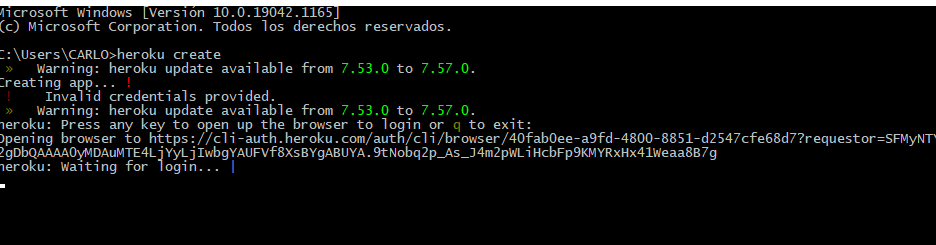 Microsoft Windows [Versión 10.0.19042.1165]
(c) Microsoft Corporation. Todos los derechos reservados.
C:\Users\CARLO>heroku create
» Warning: heroku update available from 7.53.0 to 7.57.0.
Creating app... !
! Invalid credentials provided.
» Warning: heroku update available from 7.53.0 to 7.57.0.
heroku: Press any key to open up the browser to login or q to exit:
Opening browser to https://cli-auth.heroku.com/auth/cli/browser/40fab0ee-a9fd-4800-8851-d2547cfe68d7?requestor=SFMyNTY
2gDbQAAAA0yMDAuMTE4LjYyLjIwbgYAUFVf8XsBYgABUYA.9tNobq2p_As_J4m2pWLiHcbFp9KMYRxHx41Weaa8B7g
heroku: Waiting for login... |